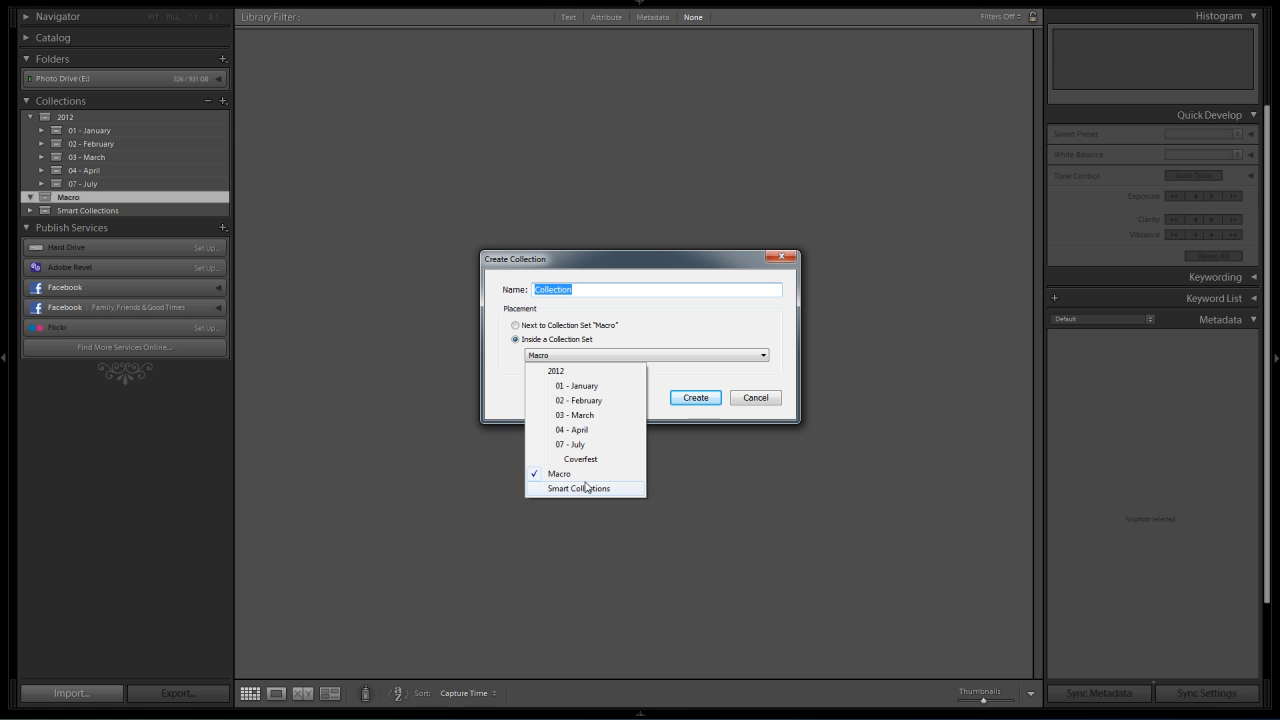 Navigator FIT FILL 1:1 3:1
Catalog
Folders
Photo Drive (E:) 326 / 931 GB
Collections
2012
01 - January
02 - February
03 - March
04 - April
07 - July
Macro
Smart Collections
Publish Services
Hard Drive Set Up...
Adobe Revel Set Up...
Facebook
Facebook : Family, Friends & Good Times
Flickr Set Up...
Find More Services Online...
Import... Export...
Library Filter: Text Attribute Metadata None Filters Off
Create Collection
Name: Collection
Placement
Next to Collection Set "Macro"
Inside a Collection Set
Macro
2012
01 - January
02 - February
03 - March
04 - April
07 - July
Coverfest
Macro
Smart Collections
Create Cancel
Sort: Capture Time Thumbnails
Histogram
Quick Develop
Saved Preset
White Balance
Tone Control Auto Tone
Exposure
Clarity
Vibrance
Reset All
Keywording
Keyword List
Default Metadata
No photo selected
Sync Metadata Sync Settings